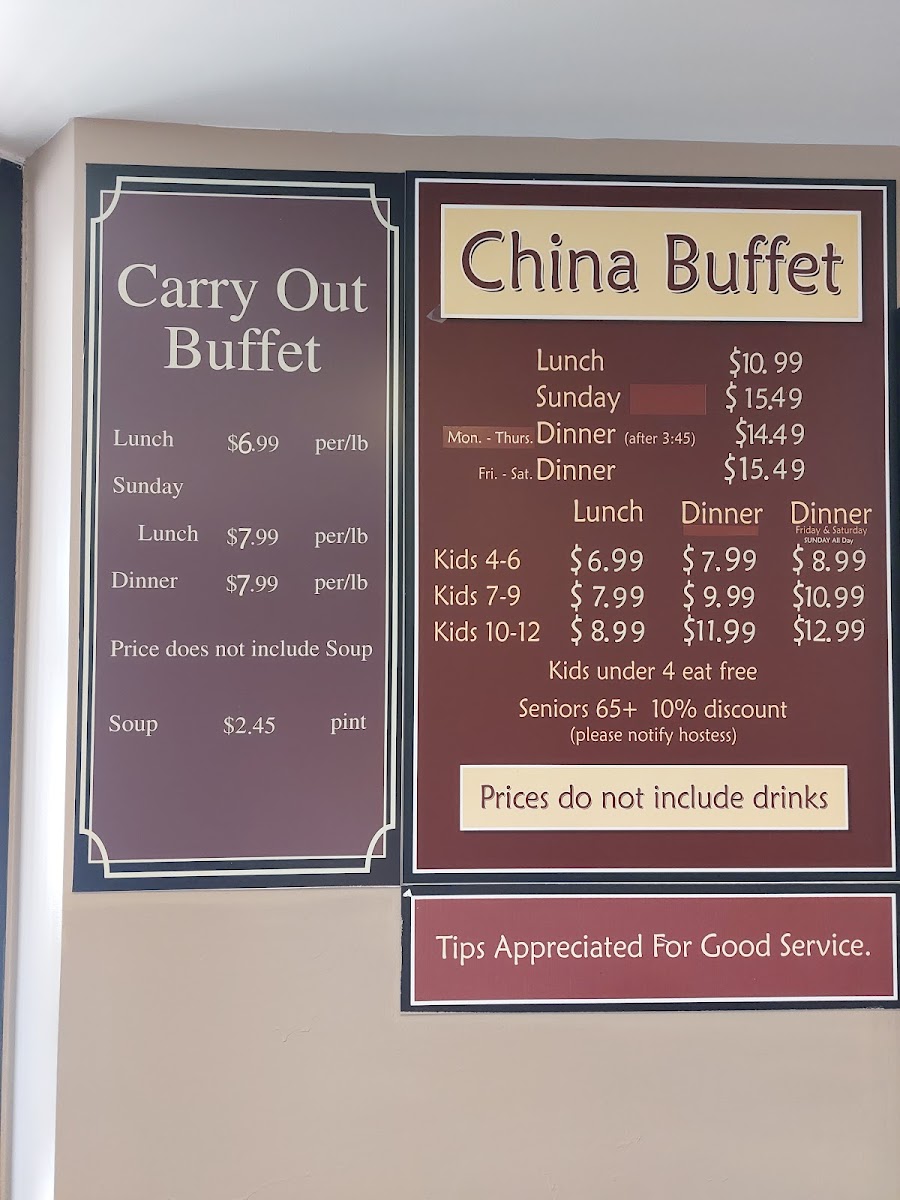 Carry Out
Buffet
Lunch $6.99 per/lb
Sunday
Lunch $7.99 per/lb
Dinner $7.99 per/lb
Price does not include Soup
Soup $2.45 pint
China Buffet
Lunch $10.99
Sunday $15.49
Mon. - Thurs. Dinner (after 3:45) $14.49
Fri. - Sat. Dinner $15.49
Lunch Dinner Dinner
Friday & Saturday
SUNDAY All Day
Kids 4-6 $6.99 $7.99 $8.99
Kids 7-9 $7.99 $9.99 $10.99
Kids 10-12 $8.99 $11.99 $12.99
Kids under 4 eat free
Seniors 65+ 10% discount
(please notify hostess)
Prices do not include drinks
Tips Appreciated For Good Service.